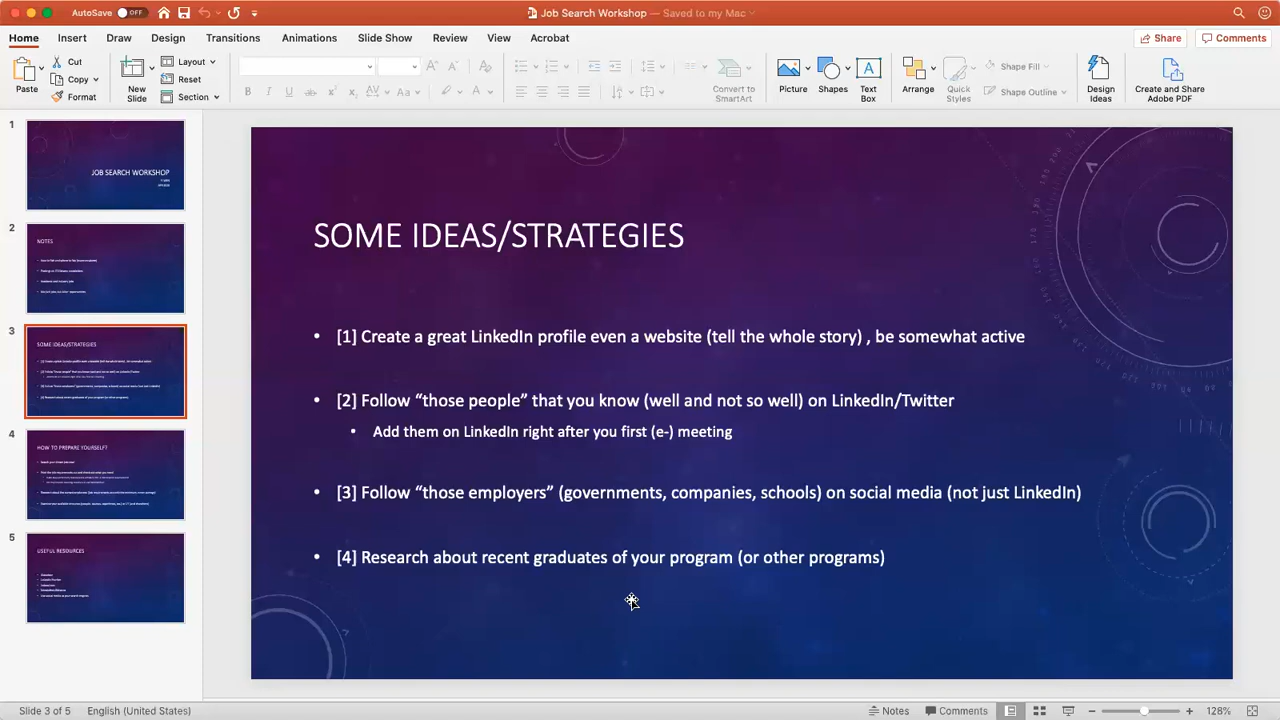 AutoSave OFF
Job Search Workshop — Saved to my Mac
Home Insert Draw Design Transitions Animations Slide Show Review View Acrobat Share Comments
Paste
Cut
Copy
Format
New Slide
Layout
Reset
Section
B I U
Convert to SmartArt
Picture
Shapes
Text Box
Arrange
Quick Styles
Shape Fill
Shape Outline
Design Ideas
Create and Share Adobe PDF
1
JOB SEARCH WORKSHOP
2
NOTES
3
SOME IDEAS/STRATEGIES
4
HOW TO PREPARE YOURSELF?
5
USEFUL RESOURCES
SOME IDEAS/STRATEGIES
• [1] Create a great LinkedIn profile even a website (tell the whole story) , be somewhat active
• [2] Follow “those people” that you know (well and not so well) on LinkedIn/Twitter
• Add them on LinkedIn right after you first (e-) meeting
• [3] Follow “those employers” (governments, companies, schools) on social media (not just LinkedIn)
• [4] Research about recent graduates of your program (or other programs)
Slide 3 of 5 English (United States) Notes Comments 128%